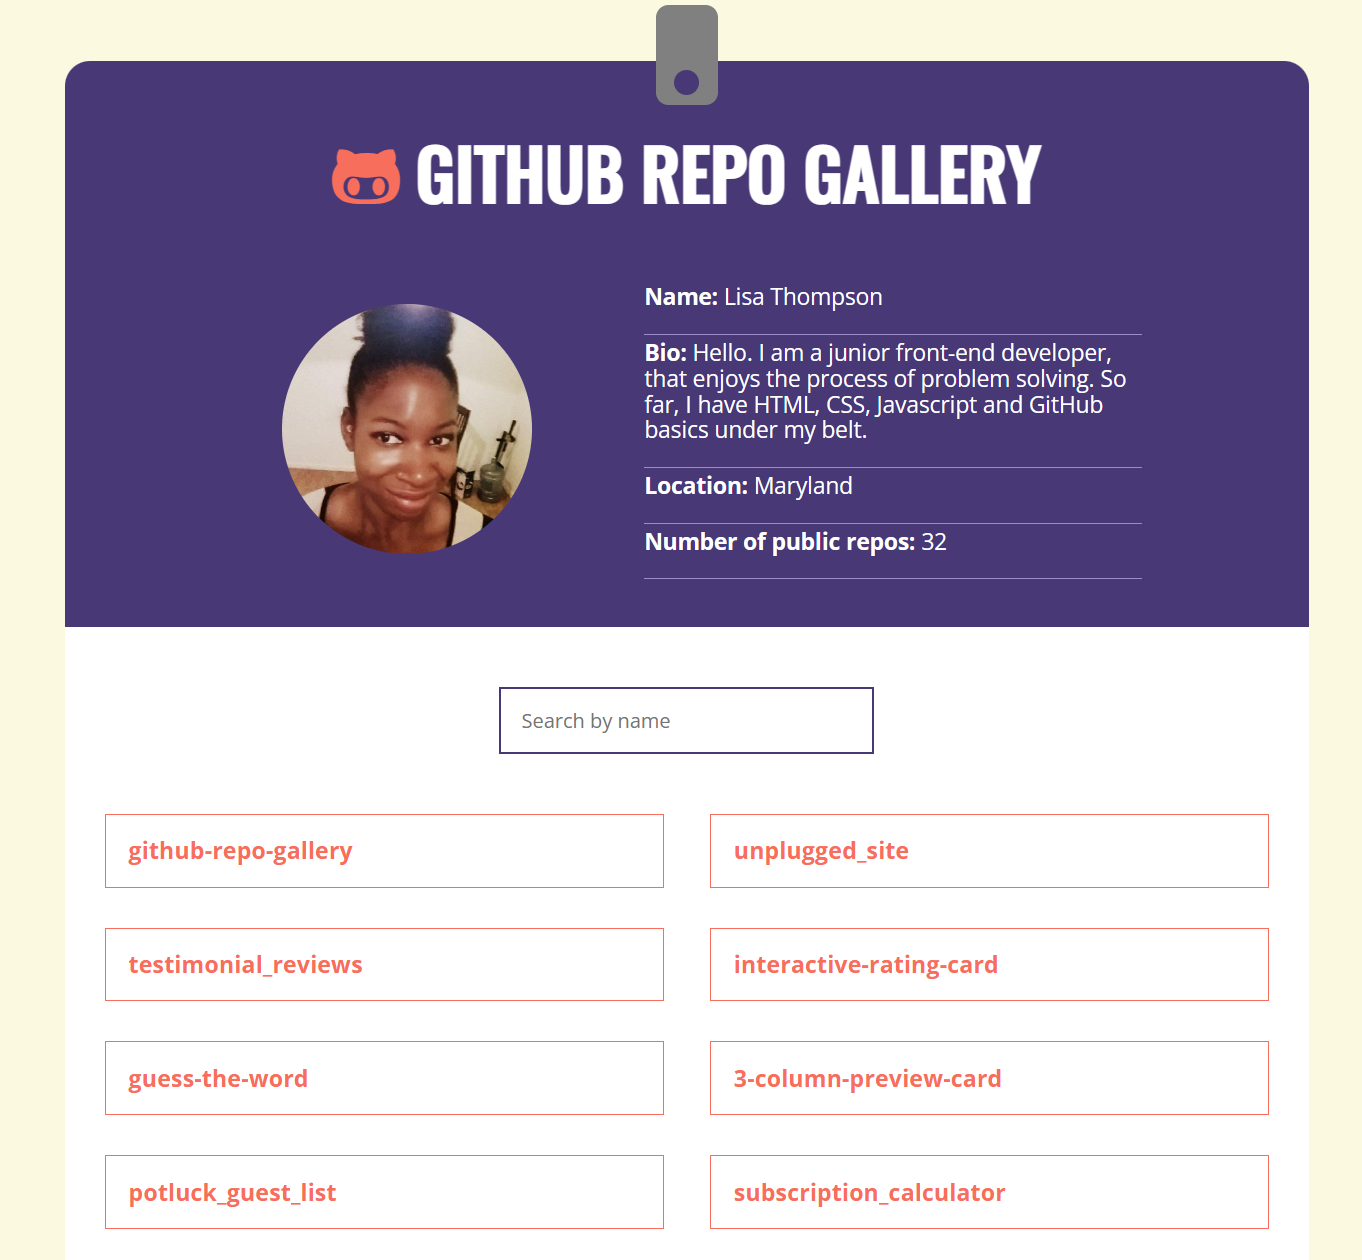 GITHUB REPO GALLERY
Name: Lisa Thompson
Bio: Hello. I am a junior front-end developer,
that enjoys the process of problem solving. So
far, I have HTML, CSS, Javascript and GitHub
basics under my belt.
Location: Maryland
Number of public repos: 32
Search by name
github-repo-gallery
unplugged_site
testimonial_reviews
interactive-rating-card
guess-the-word
3-column-preview-card
potluck_guest_list
subscription_calculator